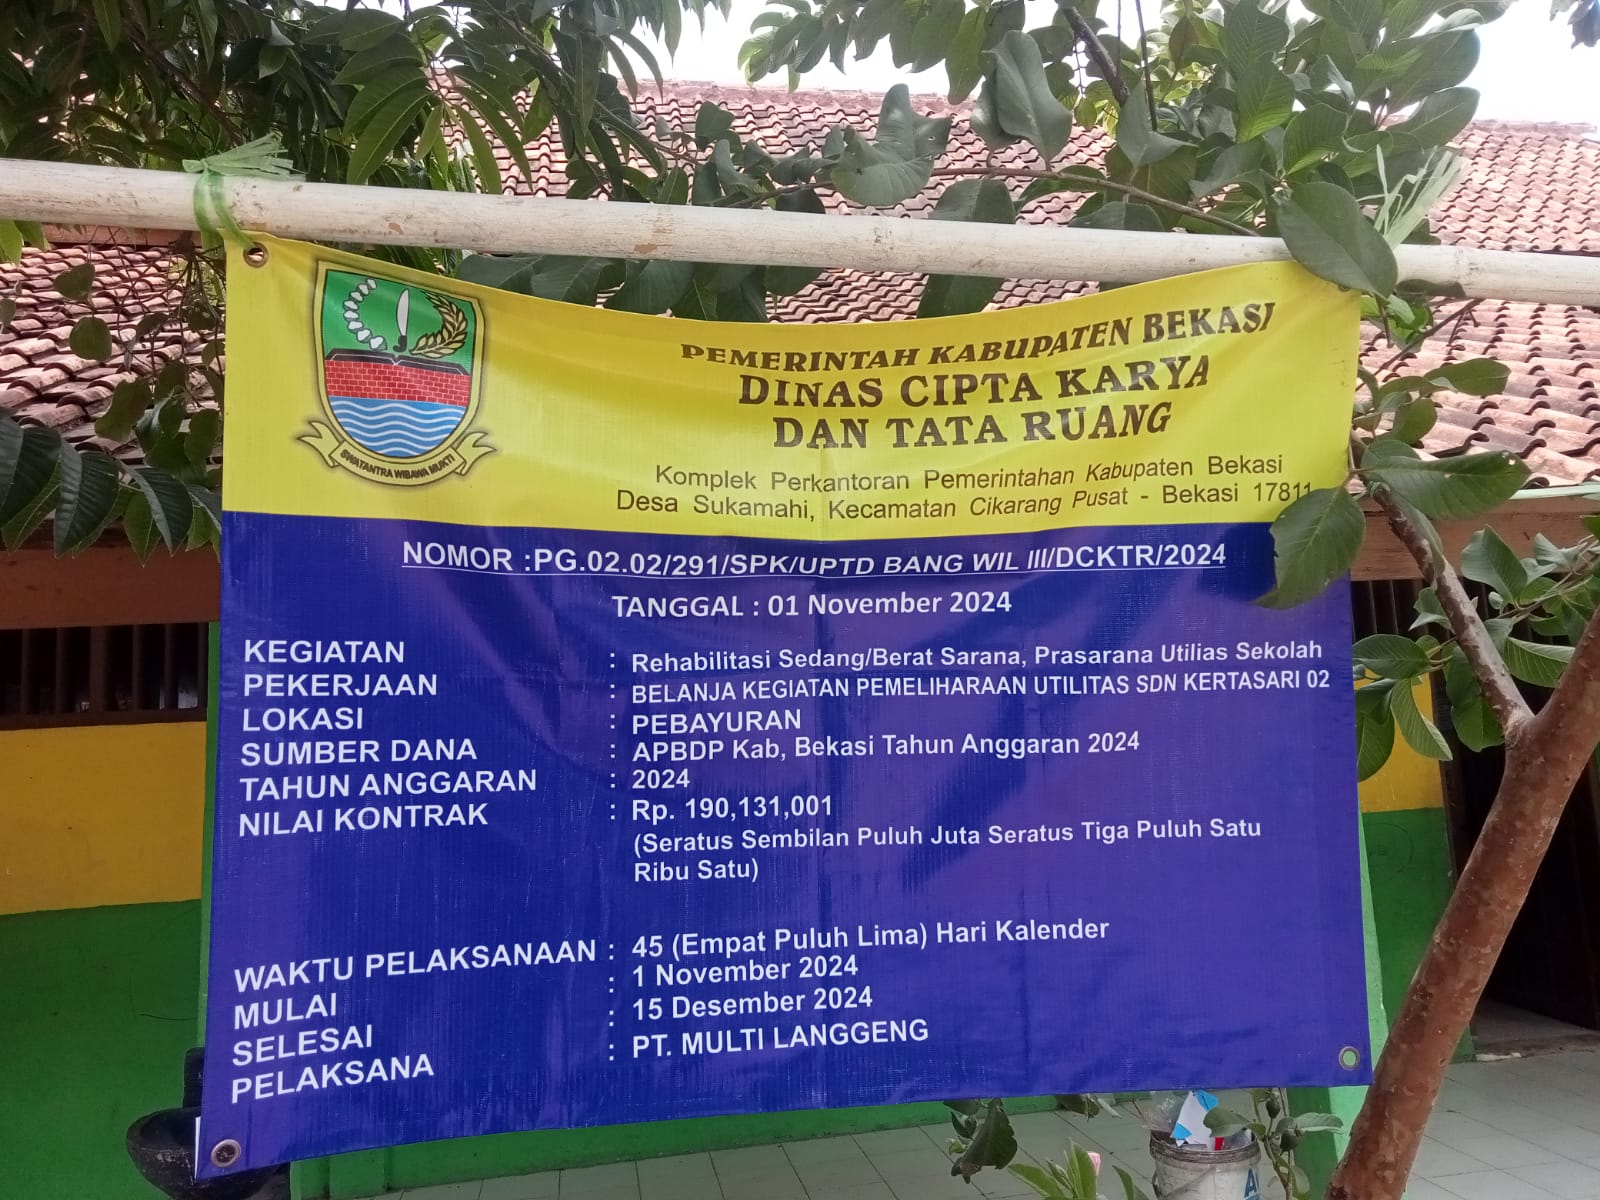 SWATANTRA WIBAWA MUKTI
PEMERINTAH KABUPATEN BEKASI
DINAS CIPTA KARYA
DAN TATA RUANG
Komplek Perkantoran Pemerintahan Kabupaten Bekasi
Desa Sukamahi, Kecamatan Cikarang Pusat - Bekasi 17811
NOMOR :PG.02.02/291/SPK/UPTD BANG WIL III/DCKTR/2024
TANGGAL : 01 November 2024
KEGIATAN : Rehabilitasi Sedang/Berat Sarana, Prasarana Utilias Sekolah
PEKERJAAN : BELANJA KEGIATAN PEMELIHARAAN UTILITAS SDN KERTASARI 02
LOKASI : PEBAYURAN
SUMBER DANA : APBDP Kab, Bekasi Tahun Anggaran 2024
TAHUN ANGGARAN : 2024
NILAI KONTRAK : Rp. 190,131,001
(Seratus Sembilan Puluh Juta Seratus Tiga Puluh Satu
Ribu Satu)
WAKTU PELAKSANAAN : 45 (Empat Puluh Lima) Hari Kalender
MULAI : 1 November 2024
SELESAI : 15 Desember 2024
PELAKSANA : PT. MULTI LANGGENG